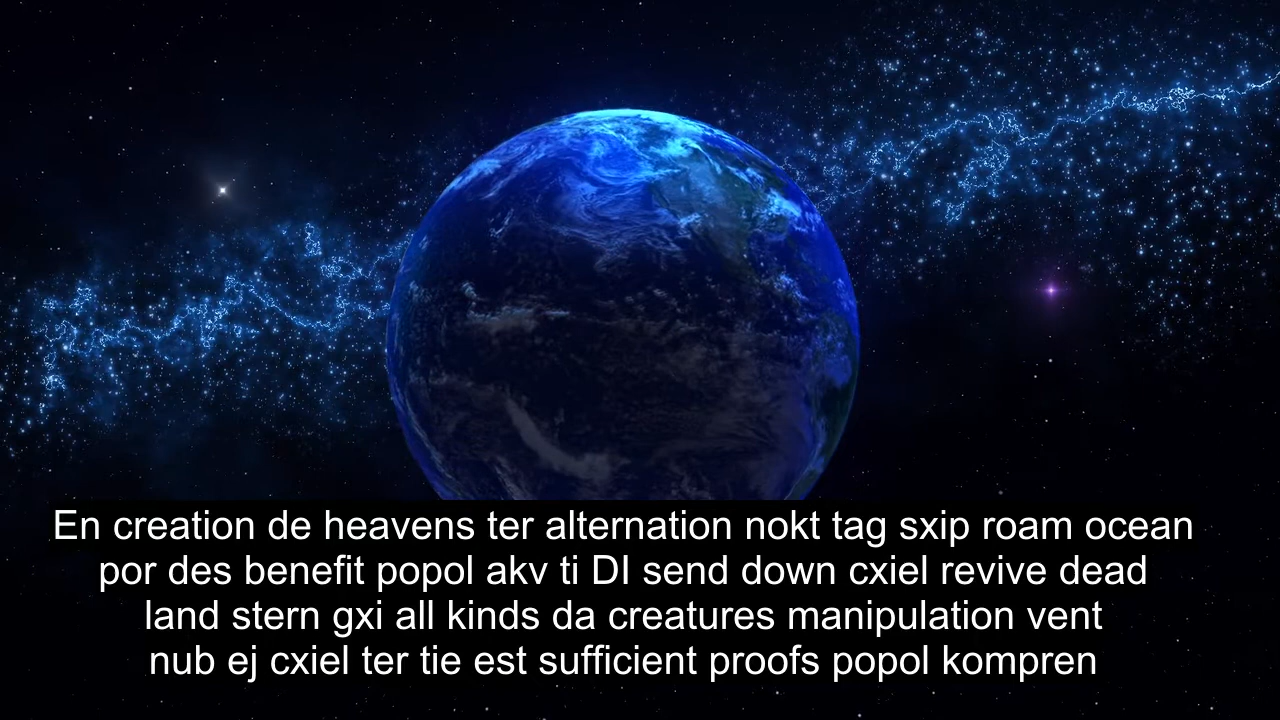 En creation de heavens ter alternation nokt tag sxip roam ocean
por des benefit popol akv ti DI send down cxiel revive dead
land stern gxi all kinds da creatures manipulation vent
nub ej cxiel ter tie est sufficient proofs popol kompren